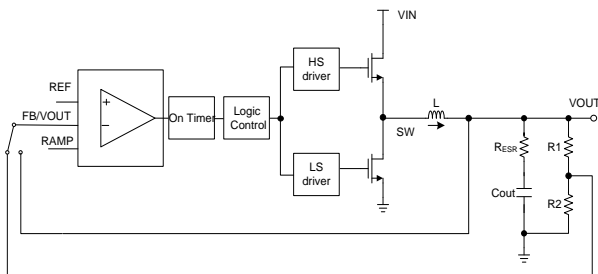 VIN
HS
driver
REF
+
FB/VOUT
−
RAMP
On Timer
Logic
Control
L
VOUT
SW
LS
driver
RESR
R1
Cout
R2